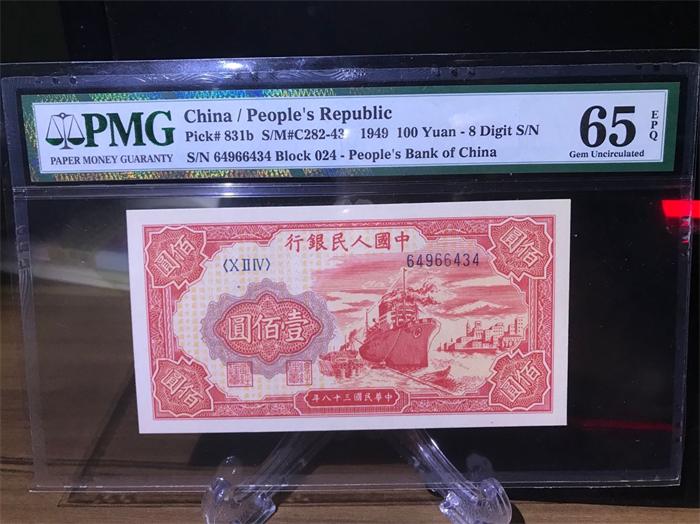 PMG
PAPER MONEY GUARANTY
China / People's Republic
Pick# 831b S/M#C282-43 1949 100 Yuan - 8 Digit S/N
S/N 64966434 Block 024 - People's Bank of China
65
EPQ
Gem Uncirculated
行銀民人國中
佰圓
佰圓
〈XIIIV〉
64966434
圓佰壹
佰圓
佰圓
年八十三國民華中